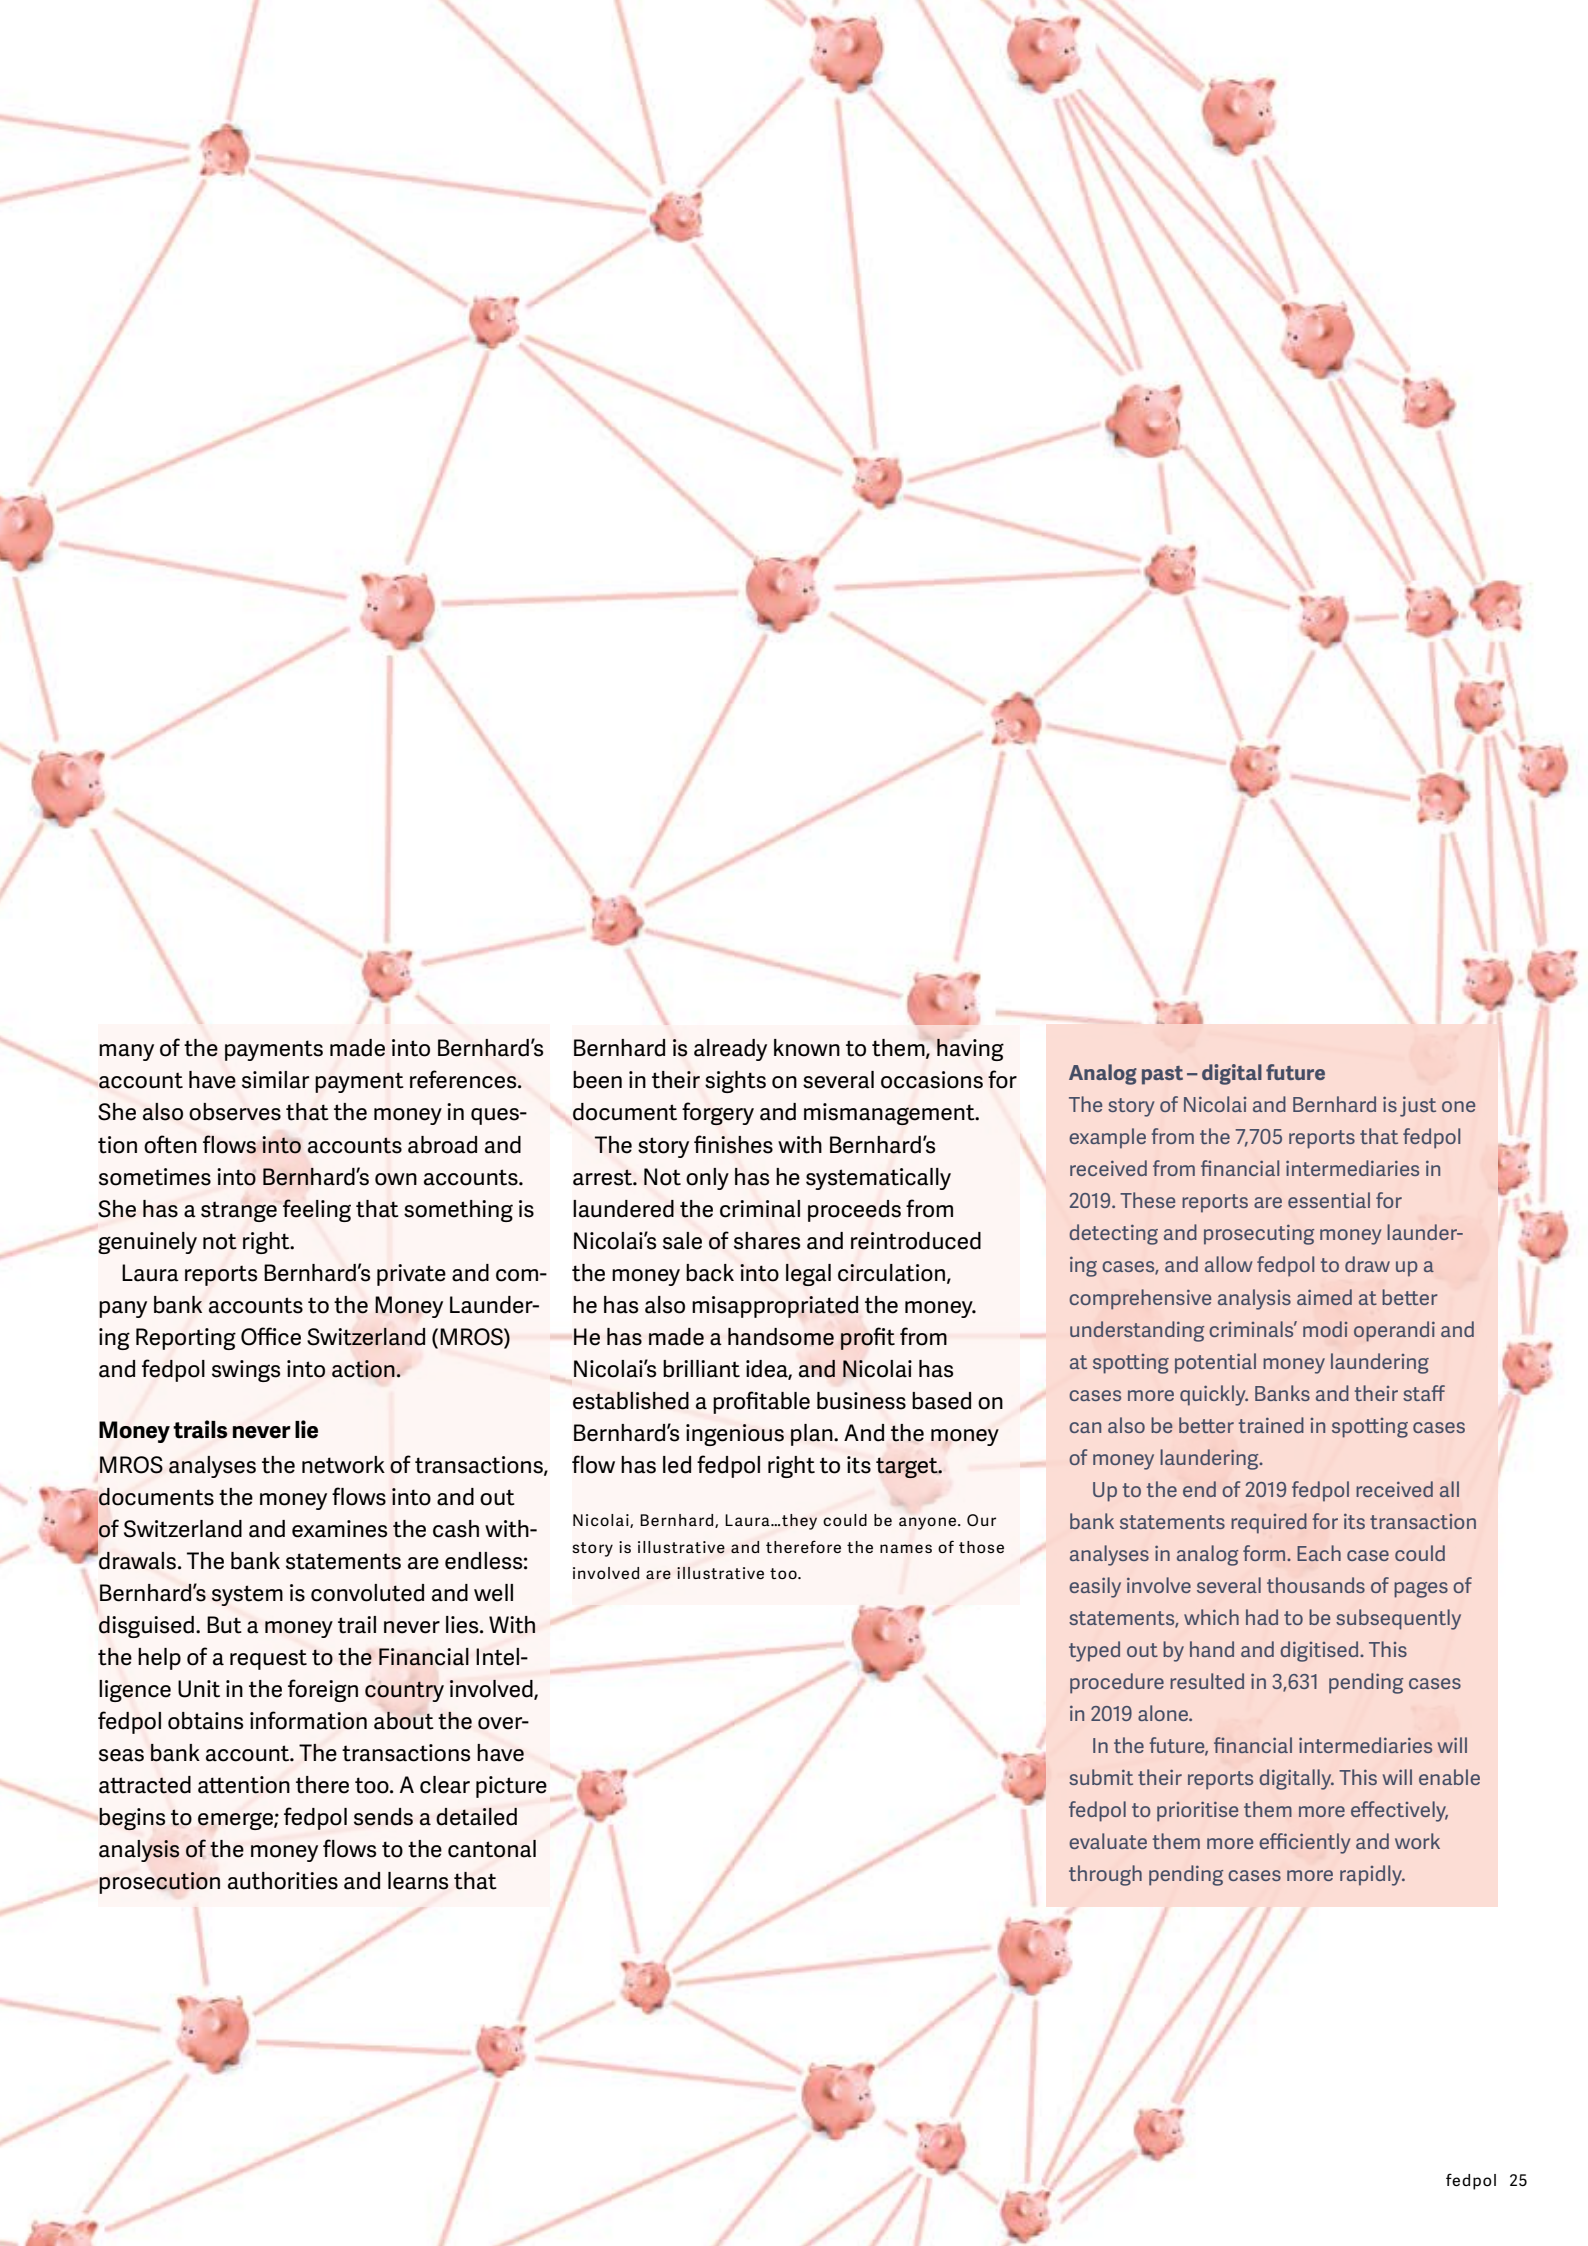 many of the payments made into Bernhard's
account have similar payment references.
She also observes that the money in ques-
tion often flows into accounts abroad and
sometimes into Bernhard's own accounts.
She has a strange feeling that something is
genuinely not right.
Laura reports Bernhard's private and com-
pany bank accounts to the Money Launder-
ing Reporting Office Switzerland (MROS)
and fedpol swings into action.
Money trails never lie
MROS analyses the network of transactions,
documents the money flows into and out
of Switzerland and examines the cash with-
drawals. The bank statements are endless:
Bernhard's system is convoluted and well
disguised. But a money trail never lies. With
the help of a request to the Financial Intel-
ligence Unit in the foreign country involved,
fedpol obtains information about the over-
seas bank account. The transactions have
attracted attention there too. A clear picture
begins to emerge; fedpol sends a detailed
analysis of the money flows to the cantonal
prosecution authorities and learns that
Bernhard is already known to them, having
been in their sights on several occasions for
document forgery and mismanagement.
The story finishes with Bernhard's
arrest. Not only has he systematically
laundered the criminal proceeds from
Nicolai's sale of shares and reintroduced
the money back into legal circulation,
he has also misappropriated the money.
He has made a handsome profit from
Nicolai's brilliant idea, and Nicolai has
established a profitable business based on
Bernhard's ingenious plan. And the money
flow has led fedpol right to its target.
Nicolai, Bernhard, Laura…they could be anyone. Our
story is illustrative and therefore the names of those
involved are illustrative too.
Analog past – digital future
The story of Nicolai and Bernhard is just one
example from the 7,705 reports that fedpol
received from financial intermediaries in
2019. These reports are essential for
detecting and prosecuting money launder-
ing cases, and allow fedpol to draw up a
comprehensive analysis aimed at better
understanding criminals' modi operandi and
at spotting potential money laundering
cases more quickly. Banks and their staff
can also be better trained in spotting cases
of money laundering.
Up to the end of 2019 fedpol received all
bank statements required for its transaction
analyses in analog form. Each case could
easily involve several thousands of pages of
statements, which had to be subsequently
typed out by hand and digitised. This
procedure resulted in 3,631 pending cases
in 2019 alone.
In the future, financial intermediaries will
submit their reports digitally. This will enable
fedpol to prioritise them more effectively,
evaluate them more efficiently and work
through pending cases more rapidly.
fedpol 25